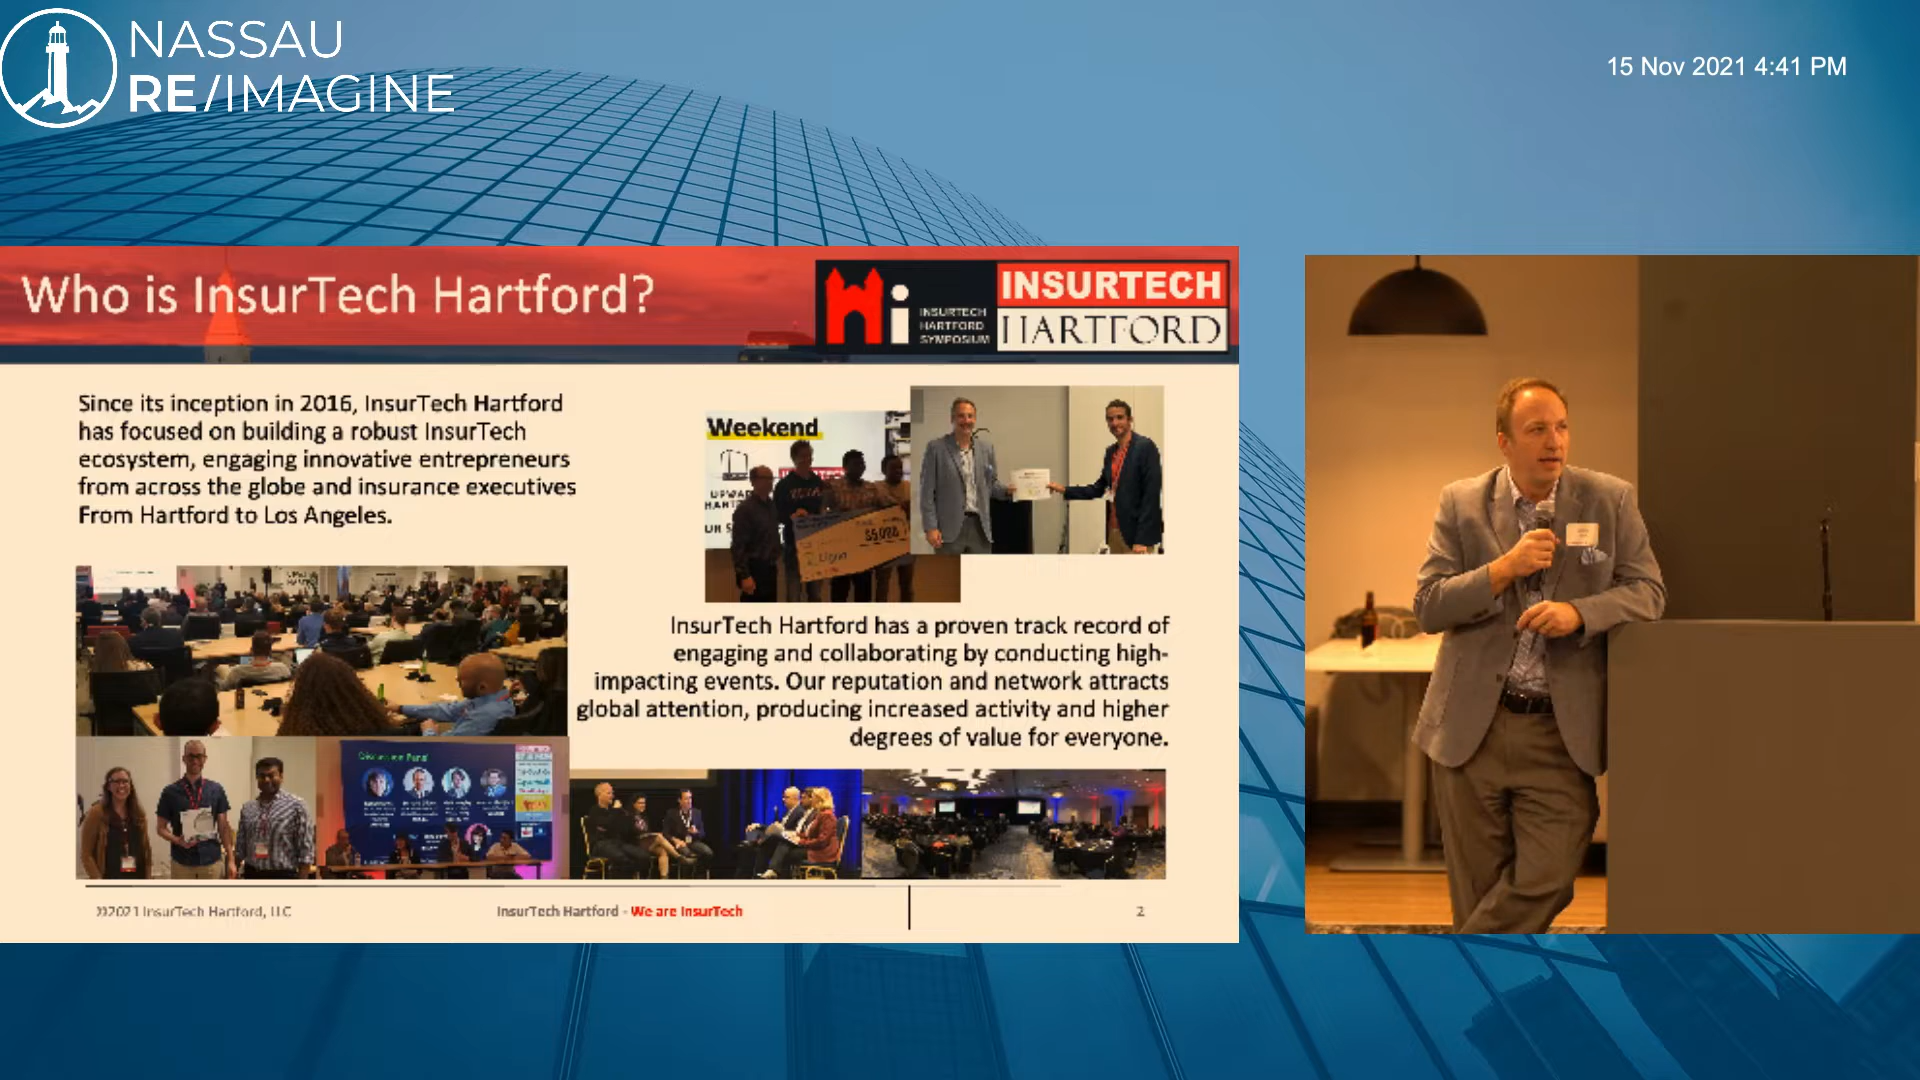 NASSAU
RE/IMAGINE
15 Nov 2021 4:41 PM
Who is InsurTech Hartford?
INSURTECH
HARTFORD
SYMPOSIUM
INSURTECH
HARTFORD
Since its inception in 2016, InsurTech Hartford
has focused on building a robust InsurTech
ecosystem, engaging innovative entrepreneurs
from across the globe and insurance executives
From Hartford to Los Angeles.
Weekend
InsurTech Hartford has a proven track record of
engaging and collaborating by conducting high-
impacting events. Our reputation and network attracts
global attention, producing increased activity and higher
degrees of value for everyone.
Discussion Panel
©2021 InsurTech Hartford, LLC
InsurTech Hartford - We are InsurTech
2